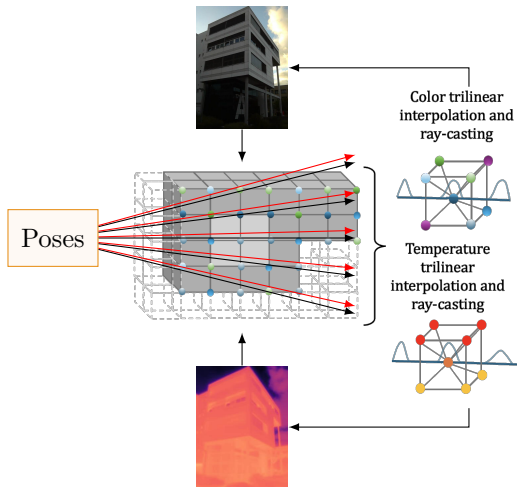 Color trilinear
interpolation and
ray-casting
Poses
Temperature
trilinear
interpolation and
ray-casting